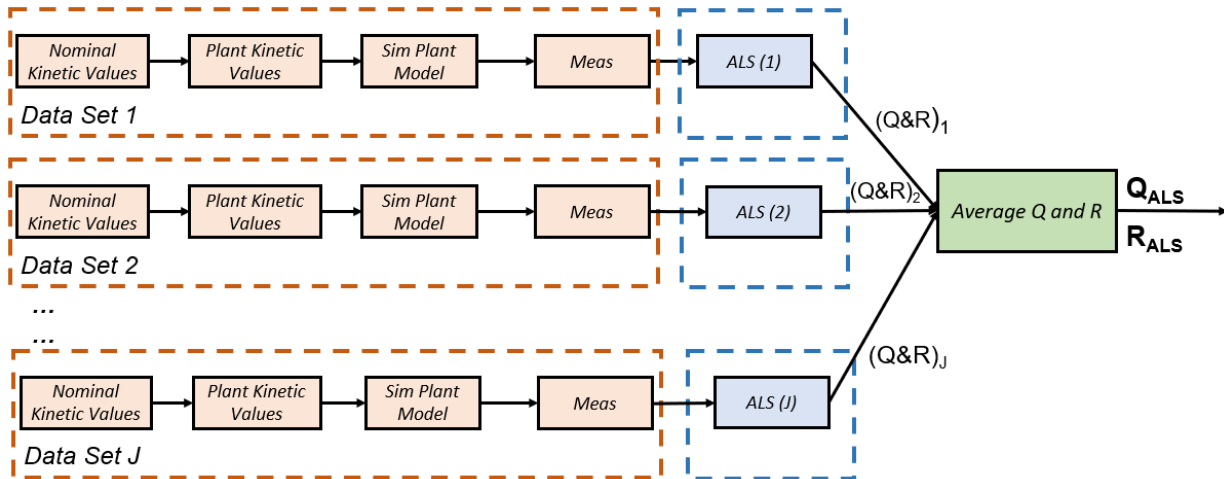 Nominal
Kinetic Values
Plant Kinetic
Values
Sim Plant
Model
Meas
ALS (1)
Data Set 1
(Q&R)1
Nominal
Kinetic Values
Plant Kinetic
Values
Sim Plant
Model
Meas
ALS (2)
(Q&R)2
Data Set 2
Average Q and R
QALS
RALS
...
...
Nominal
Kinetic Values
Plant Kinetic
Values
Sim Plant
Model
Meas
ALS (J)
(Q&R)J
Data Set J